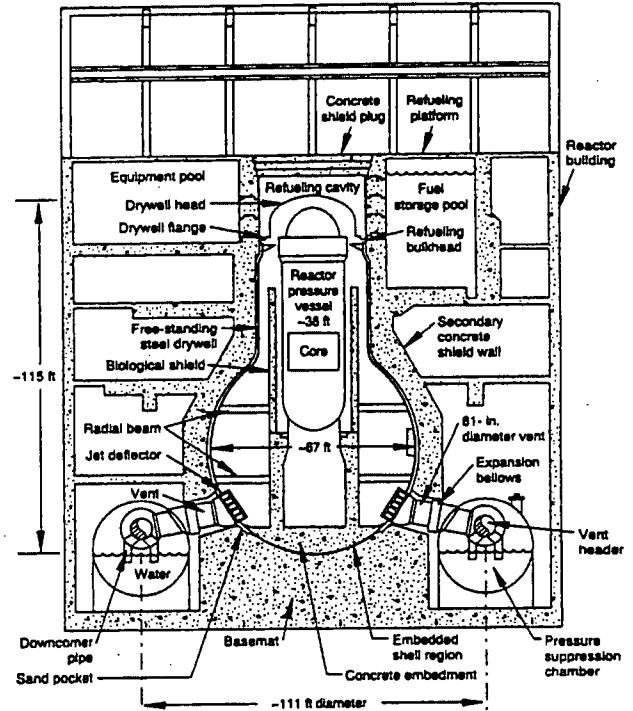 Concrete
shield plug
Refueling
platform
Reactor
building
Equipment pool
Refueling cavity
Fuel
storage pool
Drywell head
Drywell flange
Refueling
bulkhead
Reactor
pressure
vessel
~36 ft
Free-standing
steel drywell
Secondary
concrete
shield wall
Core
Biological shield
~115 ft
Radial beam
61- in.
diameter vent
~67 ft
Jet deflector
Expansion
bellows
Vent
Vent
header
Water
Downcomer
pipe
Basemat
Embedded
shell region
Pressure
suppression
chamber
Sand pocket
Concrete embedment
~111 ft diameter